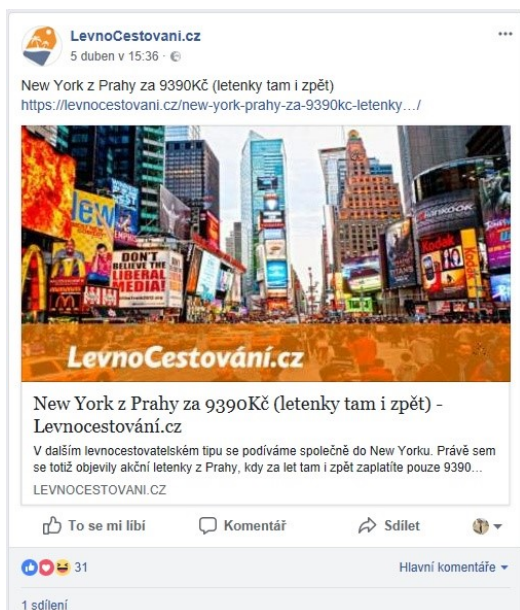 LevnoCestovani.cz
5 duben v 15:36
New York z Prahy za 9390Kč (letenky tam i zpět)
https://levnocestovani.cz/new-york-prahy-za-9390kc-letenky…/
DON'T
BELIEVE THE
LIBERAL
MEDIA!
McDonald's
HANKOOK
Kodak
Kodak
LevnoCestování.cz
New York z Prahy za 9390Kč (letenky tam i zpět) -
Levnocestování.cz
V dalším levnocestovatelském tipu se podíváme společně do New Yorku. Právě sem
se totiž objevily akční letenky z Prahy, kdy za let tam i zpět zaplatíte pouze 9390…
LEVNOCESTOVANI.CZ
To se mi líbí
Komentář
Sdílet
31
Hlavní komentáře
1 sdílení